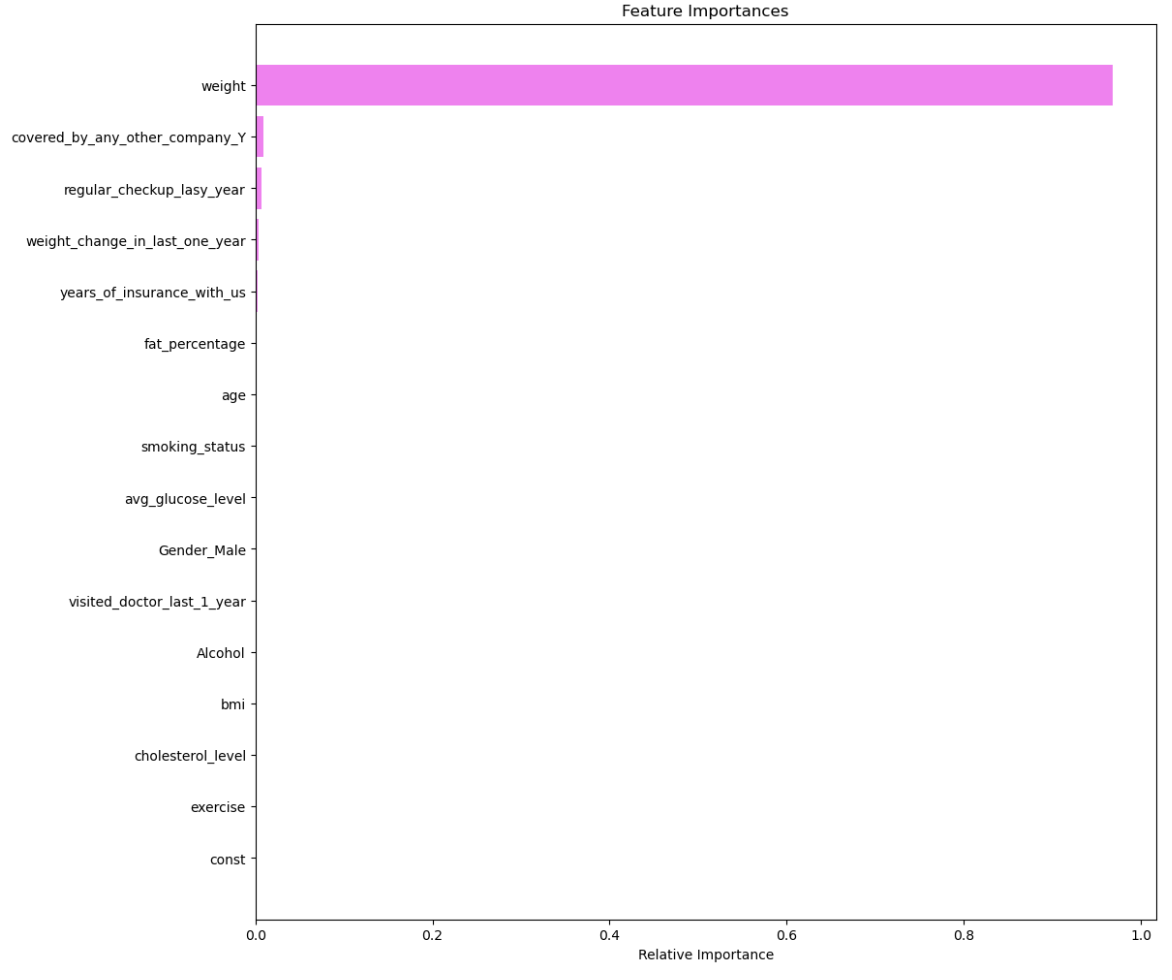 Feature Importances
weight
covered_by_any_other_company_Y
regular_checkup_lasy_year
weight_change_in_last_one_year
years_of_insurance_with_us
fat_percentage
age
smoking_status
avg_glucose_level
Gender_Male
visited_doctor_last_1_year
Alcohol
bmi
cholesterol_level
exercise
const
0.0 0.2 0.4 0.6 0.8 1.0
Relative Importance